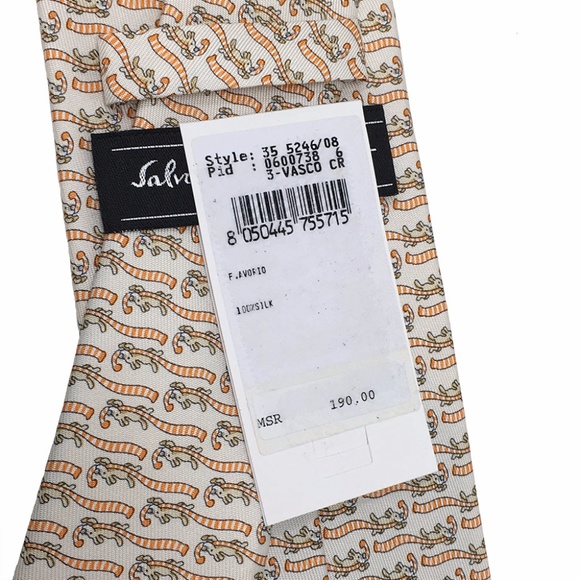 Salv
Style: 35 5246/08
Pid : 0600738 6
3-VASCO CR
8 050445 755715
F.AVORIO
100%SILK
MSR 190.00